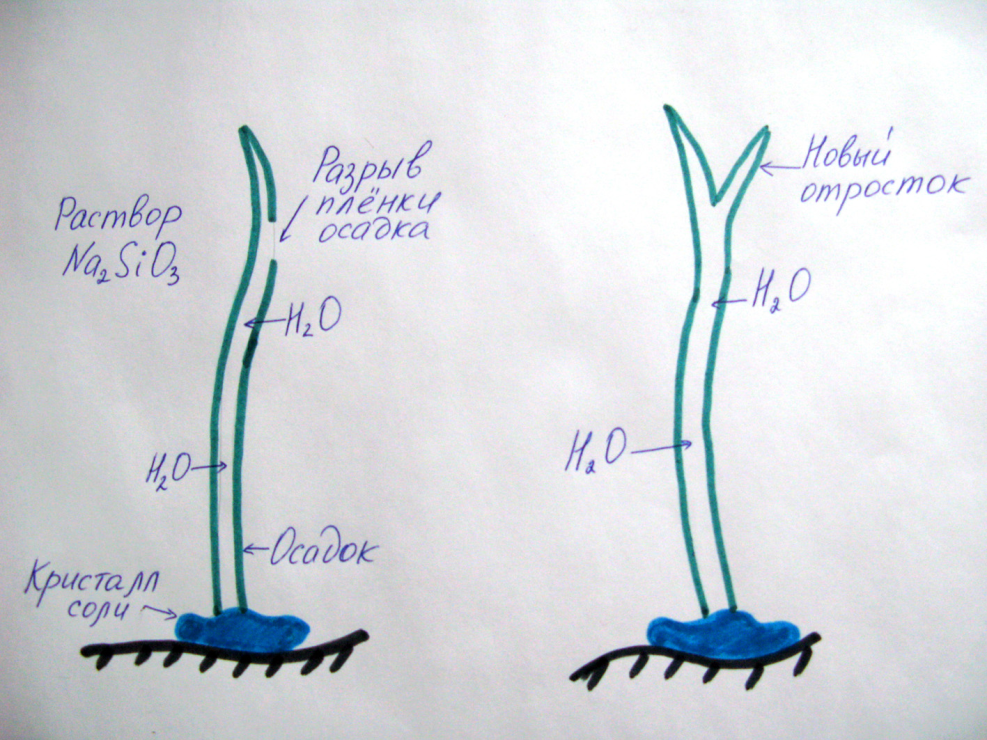 Раствор
Na₂SiO₃
Разрыв
плёнки
осадка
H₂O
H₂O
Осадок
Кристалл
соли
Новый
отросток
H₂O
H₂O